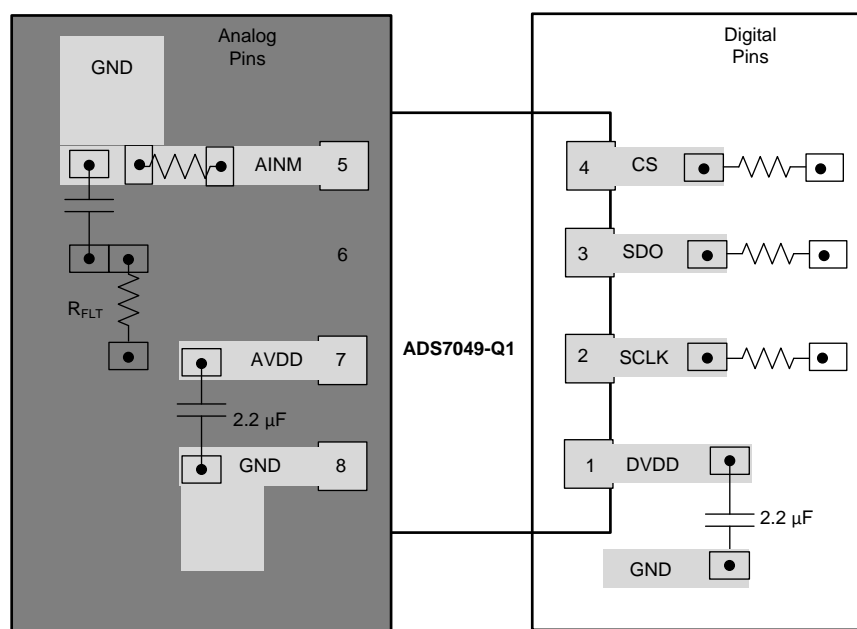 Analog
Pins
Digital
Pins
GND
AINM
5
4
CS
6
3
SDO
RFLT
AVDD
7
ADS7049-Q1
2
SCLK
2.2 µF
GND
8
1
DVDD
2.2 µF
GND